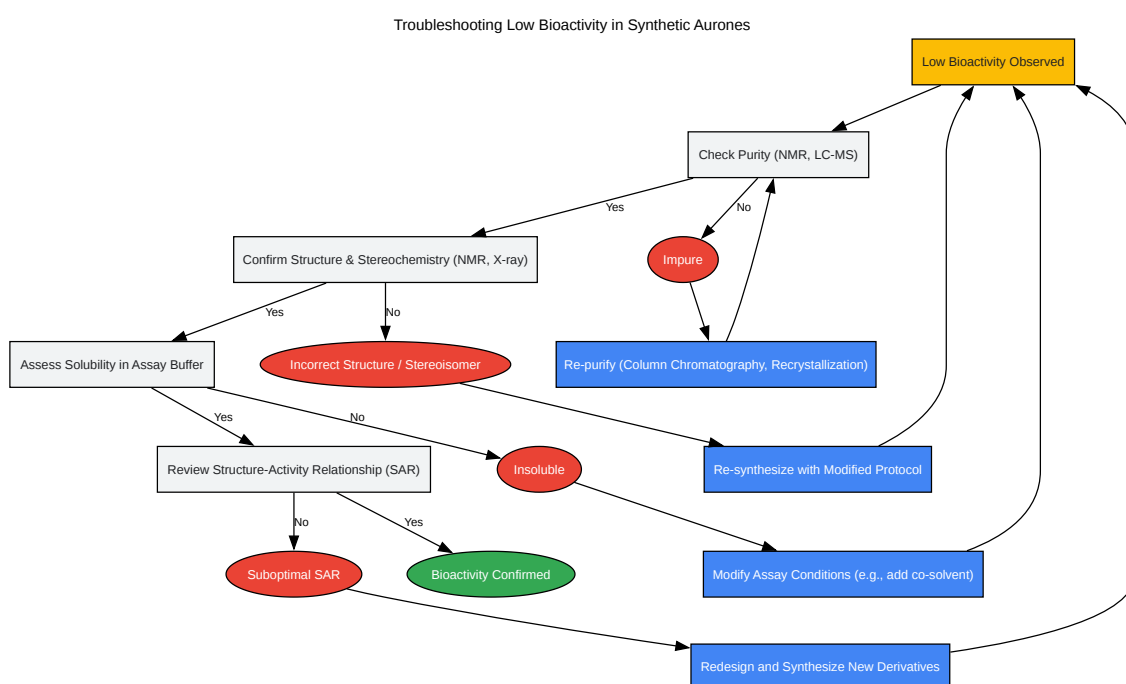 Troubleshooting Low Bioactivity in Synthetic Aurones
Low Bioactivity Observed
Check Purity (NMR, LC-MS)
Yes
No
Confirm Structure & Stereochemistry (NMR, X-ray)
Impure
Yes
No
Assess Solubility in Assay Buffer
Incorrect Structure / Stereoisomer
Re-purify (Column Chromatography, Recrystallization)
Yes
No
Review Structure-Activity Relationship (SAR)
Insoluble
Re-synthesize with Modified Protocol
No
Yes
Suboptimal SAR
Bioactivity Confirmed
Modify Assay Conditions (e.g., add co-solvent)
Redesign and Synthesize New Derivatives